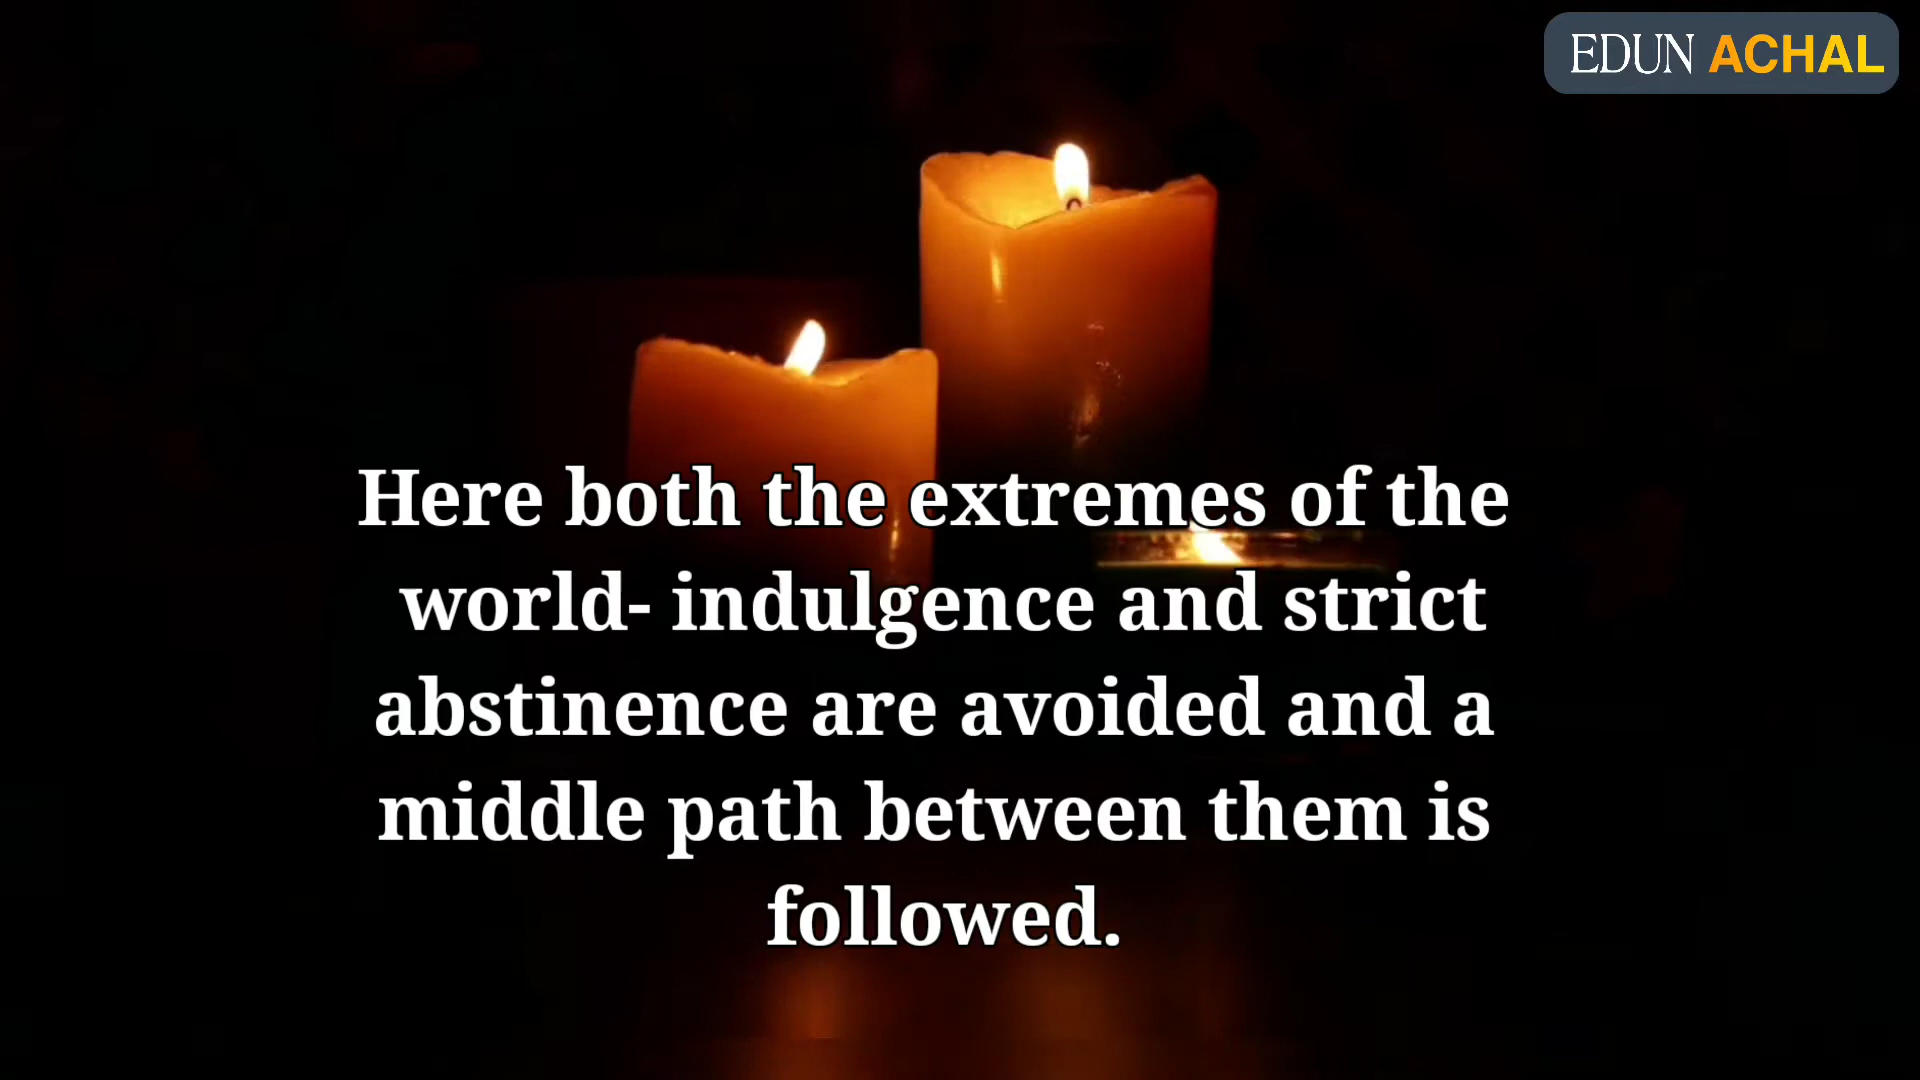 EDUN ACHAL
Here both the extremes of the
world- indulgence and strict
abstinence are avoided and a
middle path between them is
followed.